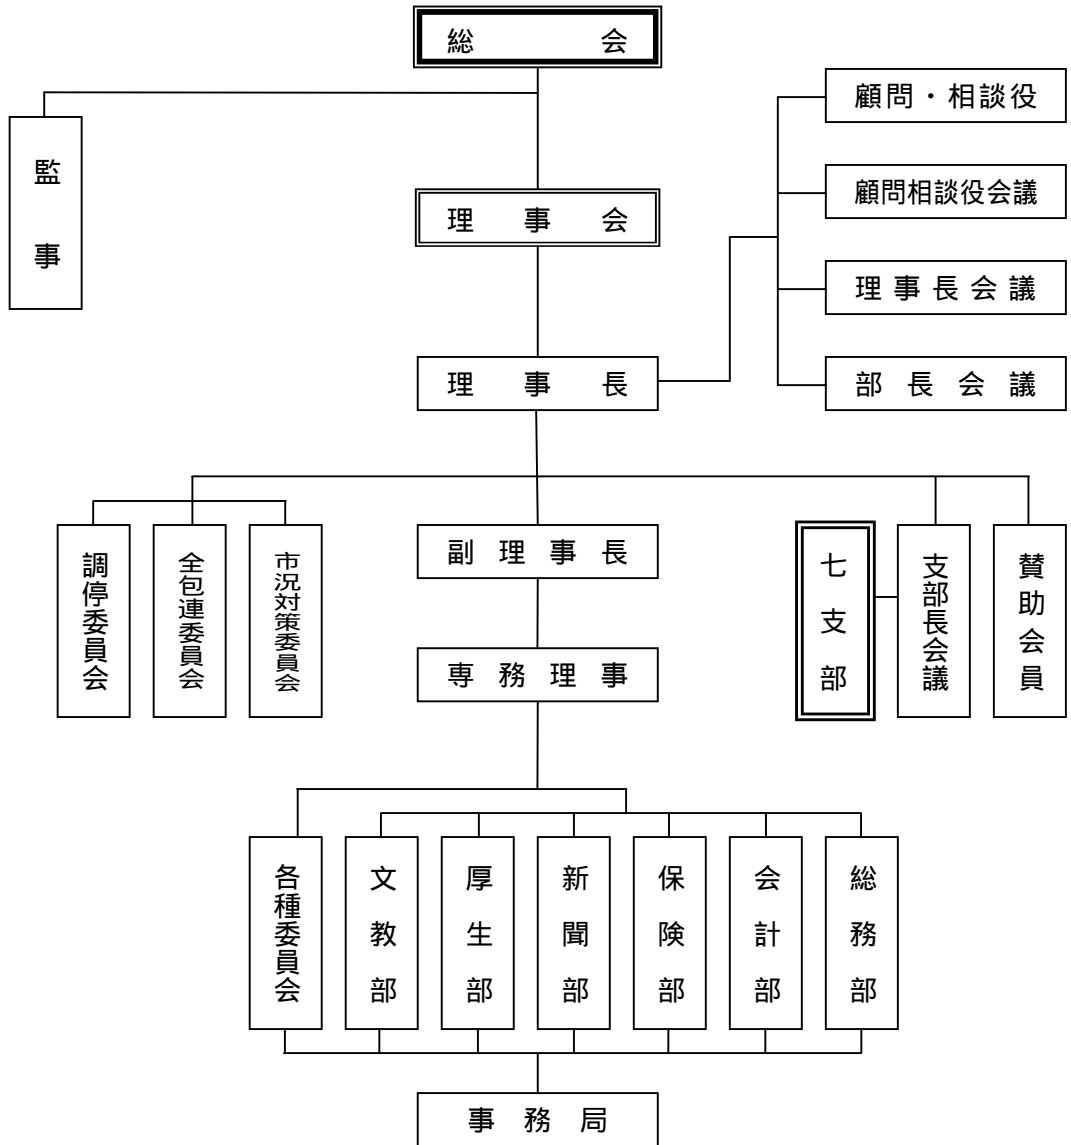 総会
顧問・相談役
監事
顧問相談役会議
理事会
理事長会議
理事長
部長会議
調停委員会
全包連委員会
市況対策委員会
副理事長
七支部
支部長会議
賛助会員
専務理事
各種委員会
文教部
厚生部
新聞部
保険部
会計部
総務部
事務局